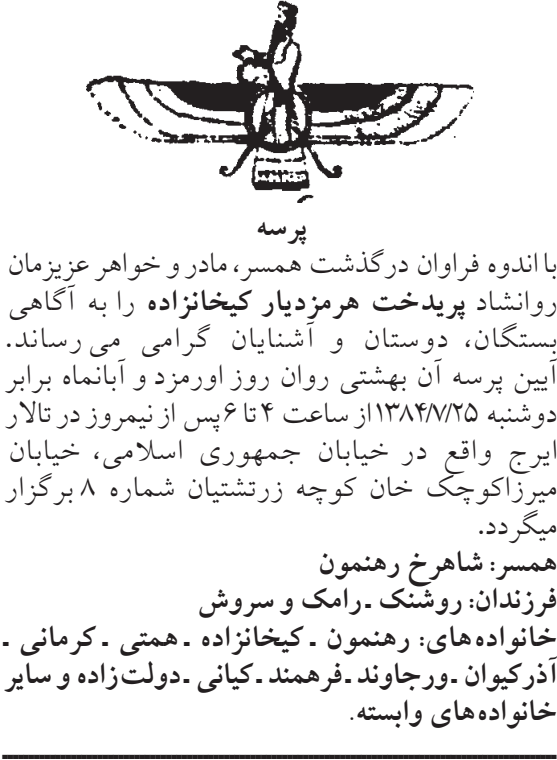 پرسه
با اندوه فراوان درگذشت همسر، مادر و خواهر عزیزمان
روانشاد پریدخت هرمزدیار کیخانزاده را به آگاهی
بستگان، دوستان و آشنایان گرامی می‌رساند.
آیین پرسه آن بهشتی روان روز اورمزد و آبانماه برابر
دوشنبه ۱۳۸۴/۷/۲۵ از ساعت ۴ تا ۶ پس از نیمروز در تالار
ایرج واقع در خیابان جمهوری اسلامی، خیابان
میرزاکوچک خان کوچه زرتشتیان شماره ۸ برگزار
میگردد.
همسر: شاهرخ رهنمون
فرزندان: روشنک ـ رامک و سروش
خانواده‌های: رهنمون ـ کیخانزاده ـ همتی ـ کرمانی ـ
آذرکیوان ـ ورجاوند ـ فرهمند ـ کیانی ـ دولت‌زاده و سایر
خانواده‌های وابسته.